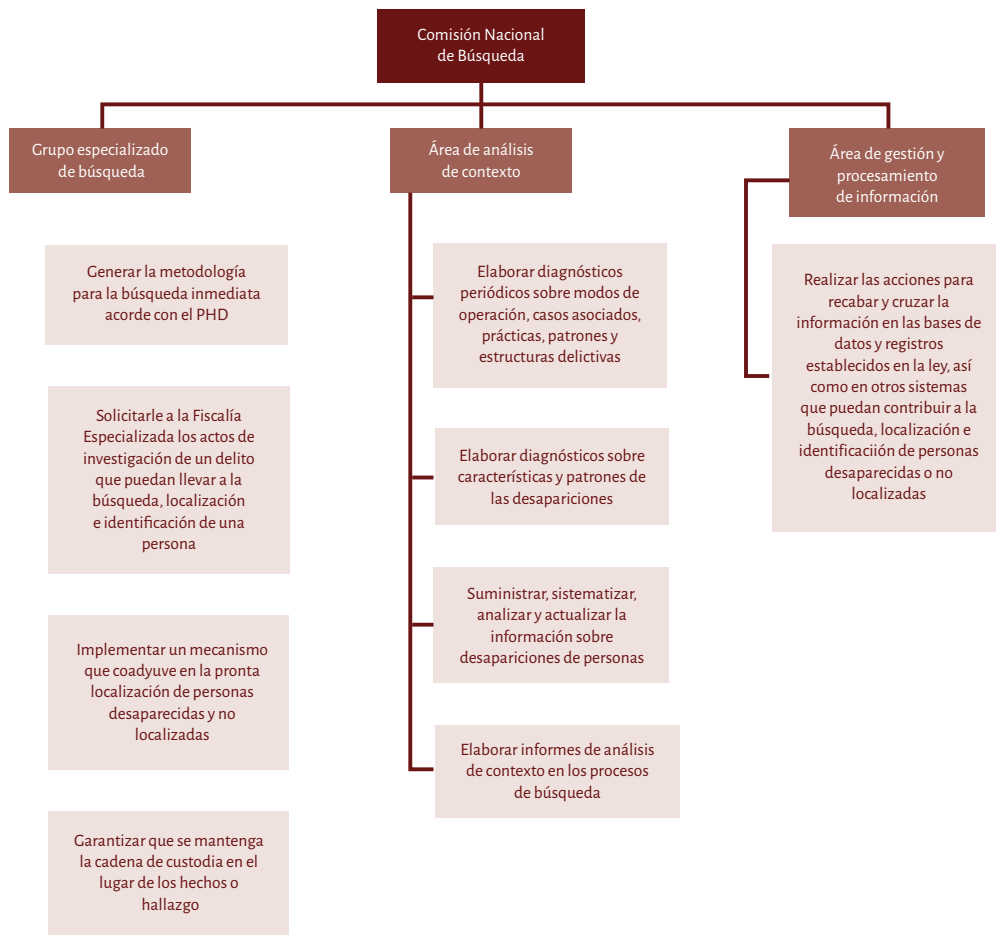 Comisión Nacional
de Búsqueda
Grupo especializado
de búsqueda
Generar la metodología
para la búsqueda inmediata
acorde con el PHD
Solicitarle a la Fiscalía
Especializada los actos de
investigación de un delito
que puedan llevar a la
búsqueda, localización
e identificación de una
persona
Implementar un mecanismo
que coadyuve en la pronta
localización de personas
desaparecidas y no
localizadas
Garantizar que se mantenga
la cadena de custodia en el
lugar de los hechos o
hallazgo
Área de análisis
de contexto
Elaborar diagnósticos
periódicos sobre modos de
operación, casos asociados,
prácticas, patrones y
estructuras delictivas
Elaborar diagnósticos sobre
características y patrones de
las desapariciones
Suministrar, sistematizar,
analizar y actualizar la
información sobre
desapariciones de personas
Elaborar informes de análisis
de contexto en los procesos
de búsqueda
Área de gestión y
procesamiento
de información
Realizar las acciones para
recabar y cruzar la
información en las bases de
datos y registros
establecidos en la ley, así
como en otros sistemas
que puedan contribuir a la
búsqueda, localización e
identificaciión de personas
desaparecidas o no
localizadas